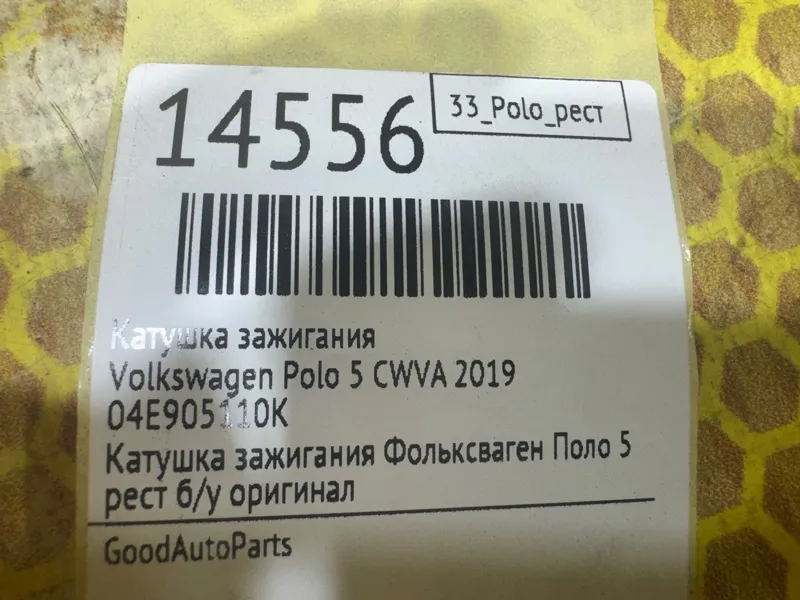 14556
33_Polo_рест
Катушка зажигания
Volkswagen Polo 5 CWVA 2019
04E905110K
Катушка зажигания Фольксваген Поло 5
рест б/у оригинал
GoodAutoParts